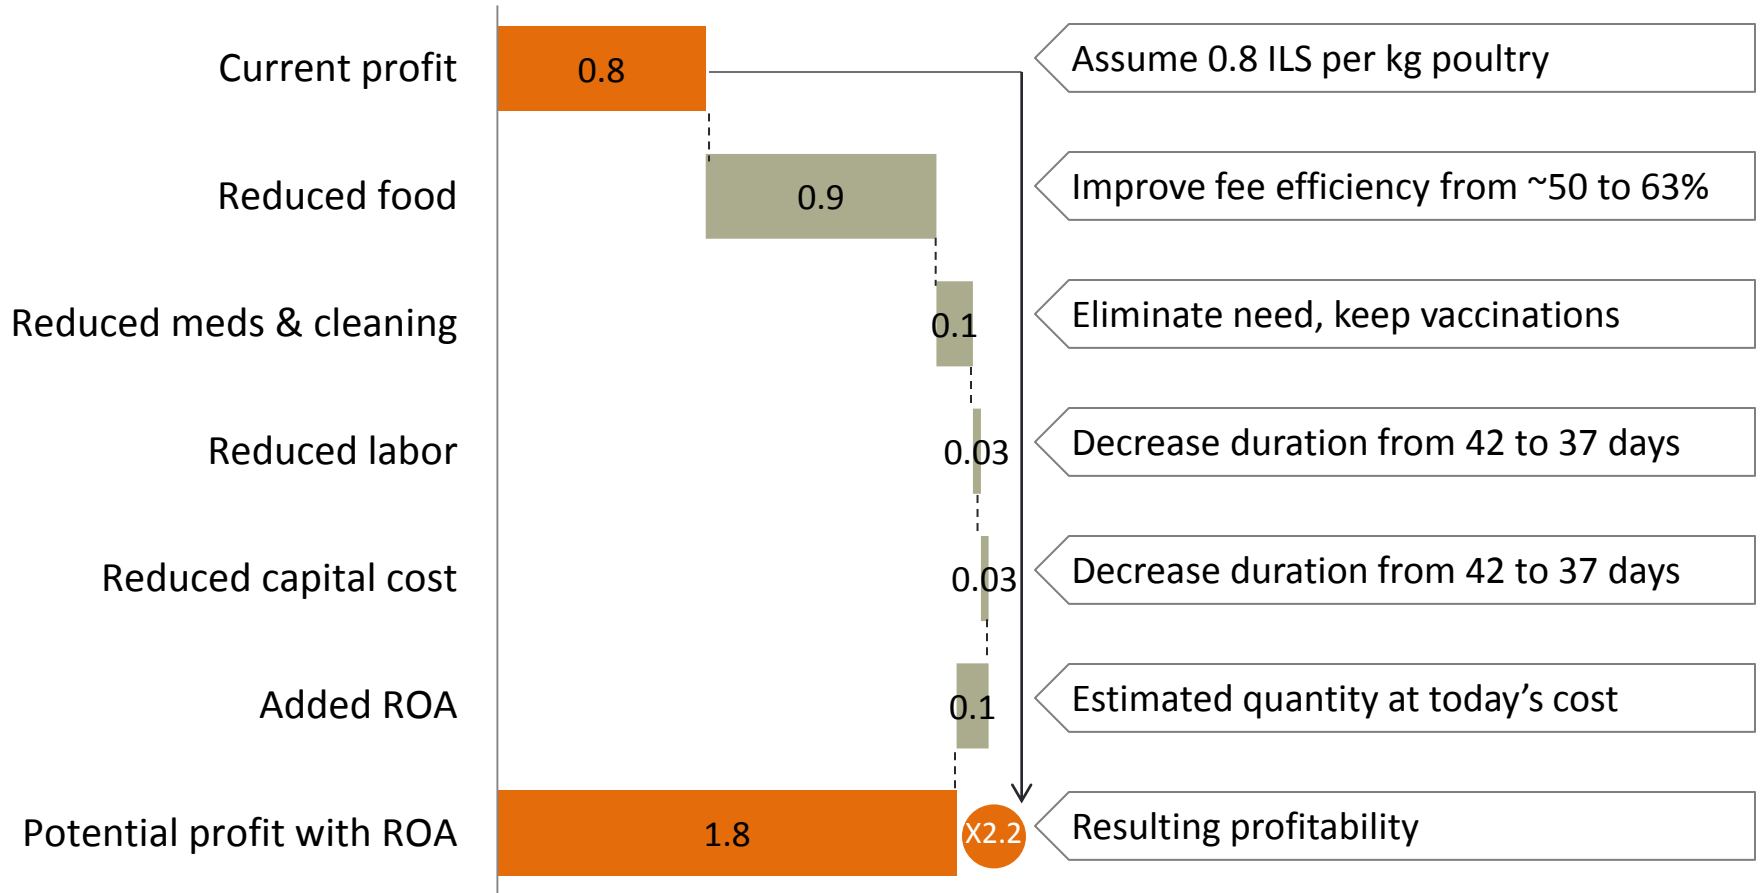 Current profit
0.8
Assume 0.8 ILS per kg poultry
Reduced food
0.9
Improve fee efficiency from ~50 to 63%
Reduced meds & cleaning
0.1
Eliminate need, keep vaccinations
Reduced labor
0.03
Decrease duration from 42 to 37 days
Reduced capital cost
0.03
Decrease duration from 42 to 37 days
Added ROA
0.1
Estimated quantity at today’s cost
Potential profit with ROA
1.8
X2.2
Resulting profitability